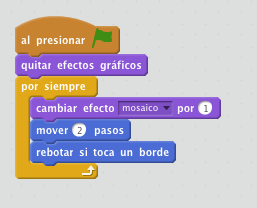 al presionar
quitar efectos gráficos
por siempre
cambiar efecto mosaico por 1
mover 2 pasos
rebotar si toca un borde